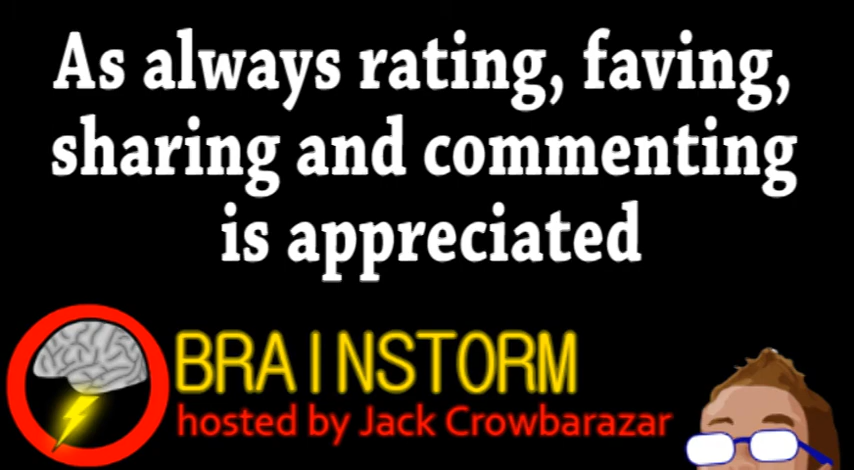 As always rating, faving,
sharing and commenting
is appreciated
BRAINSTORM
hosted by Jack Crowbarazar